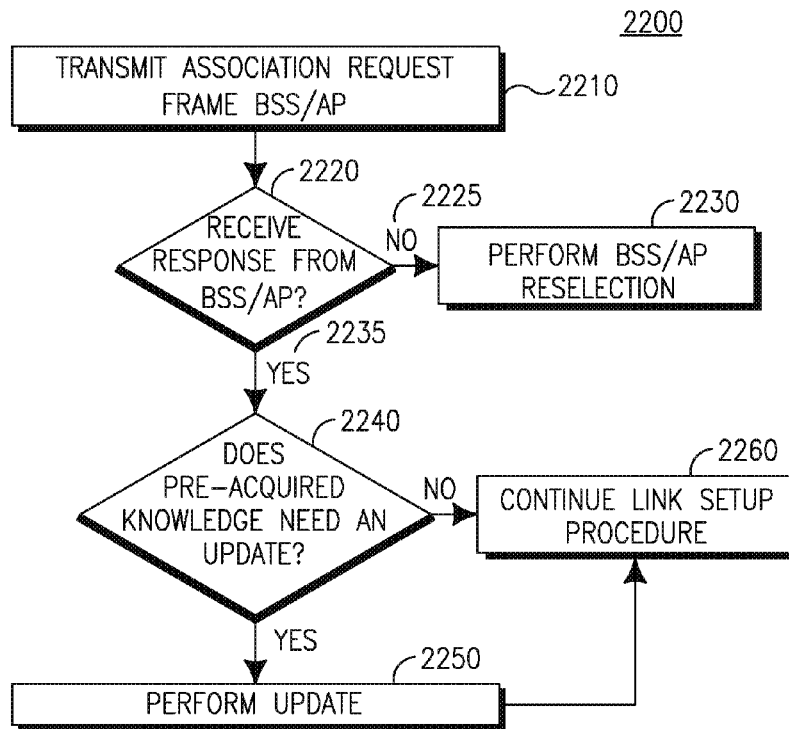 2200
TRANSMIT ASSOCIATION REQUEST
FRAME BSS/AP
2210
2220
RECEIVE
RESPONSE FROM
BSS/AP?
2225
NO
2230
PERFORM BSS/AP
RESELECTION
2235
YES
2240
DOES
PRE-ACQUIRED
KNOWLEDGE NEED AN
UPDATE?
NO
2260
CONTINUE LINK SETUP
PROCEDURE
YES
2250
PERFORM UPDATE